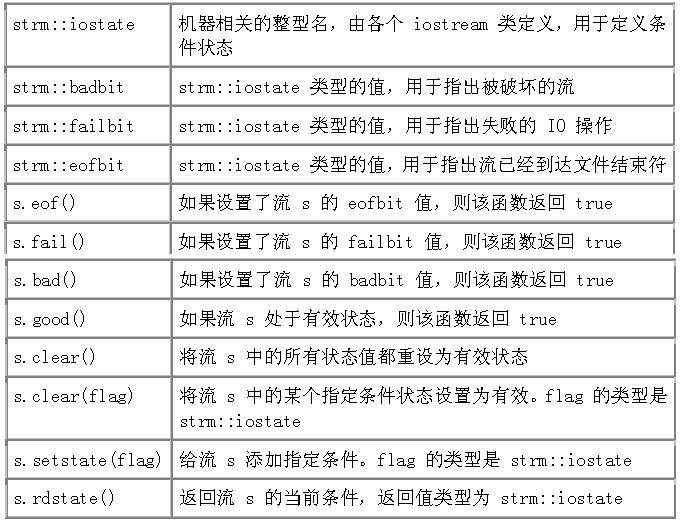 strm::iostate 机器相关的整型名，由各个 iostream 类定义，用于定义条
件状态
strm::badbit strm::iostate 类型的值，用于指出被破坏的流
strm::failbit strm::iostate 类型的值，用于指出失败的 IO 操作
strm::eofbit strm::iostate 类型的值，用于指出流已经到达文件结束符
s.eof() 如果设置了流 s 的 eofbit 值，则该函数返回 true
s.fail() 如果设置了流 s 的 failbit 值，则该函数返回 true
s.bad() 如果设置了流 s 的 badbit 值，则该函数返回 true
s.good() 如果流 s 处于有效状态，则该函数返回 true
s.clear() 将流 s 中的所有状态值都重设为有效状态
s.clear(flag) 将流 s 中的某个指定条件状态设置为有效。flag 的类型是
strm::iostate
s.setstate(flag) 给流 s 添加指定条件。flag 的类型是 strm::iostate
s.rdstate() 返回流 s 的当前条件，返回值类型为 strm::iostate